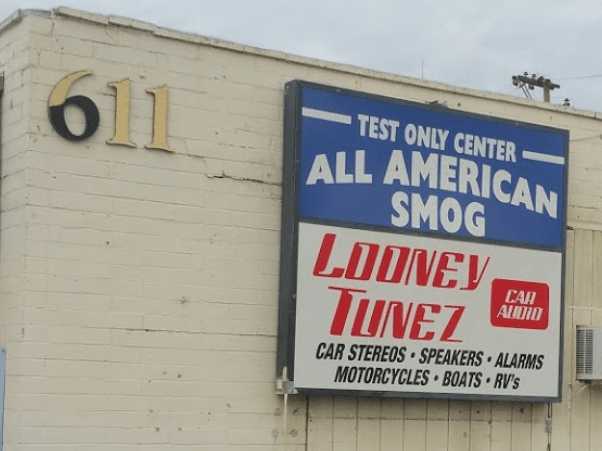 611
TEST ONLY CENTER
ALL AMERICAN
SMOG
LOONEY
TUNEZ
CAR
AUDIO
CAR STEREOS • SPEAKERS • ALARMS
MOTORCYCLES • BOATS • RV's